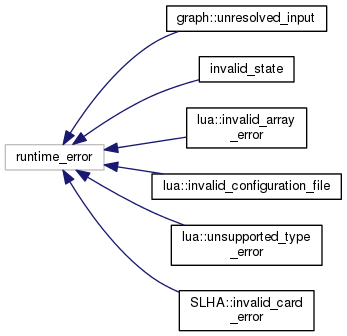 graph::unresolved_input
invalid_state
lua::invalid_array
_error
runtime_error
lua::invalid_configuration_file
lua::unsupported_type
_error
SLHA::invalid_card
_error